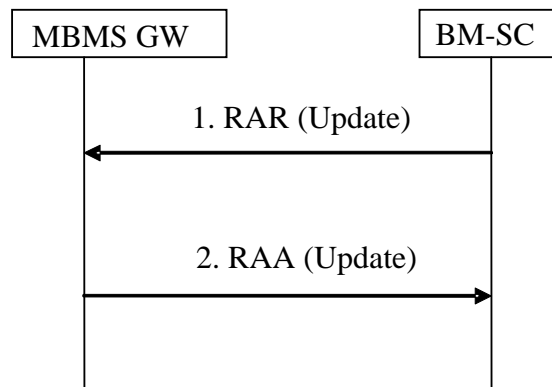 MBMS GW
BM-SC
1. RAR (Update)
2. RAA (Update)